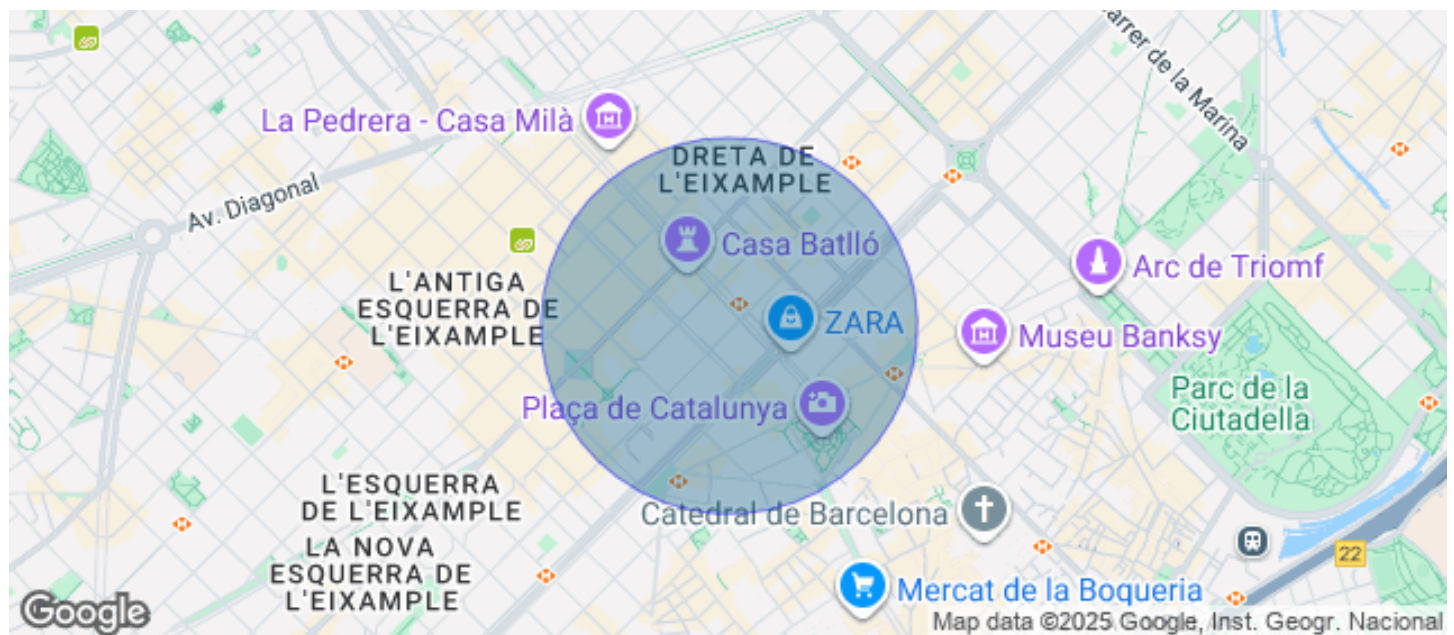 arrer de la Marina
La Pedrera - Casa Milà
DRETA DE
L'EIXAMPLE
Av. Diagonal
Casa Batlló
Arc de Triomf
L'ANTIGA
ESQUERRA DE
L'EIXAMPLE
ZARA
Museu Banksy
Plaça de Catalunya
Parc de la
Ciutadella
L'ESQUERRA
DE L'EIXAMPLE
Catedral de Barcelona
LA NOVA
ESQUERRA DE
L'EIXAMPLE
22
Mercat de la Boqueria
Google
Map data ©2025 Google, Inst. Geogr. Nacional